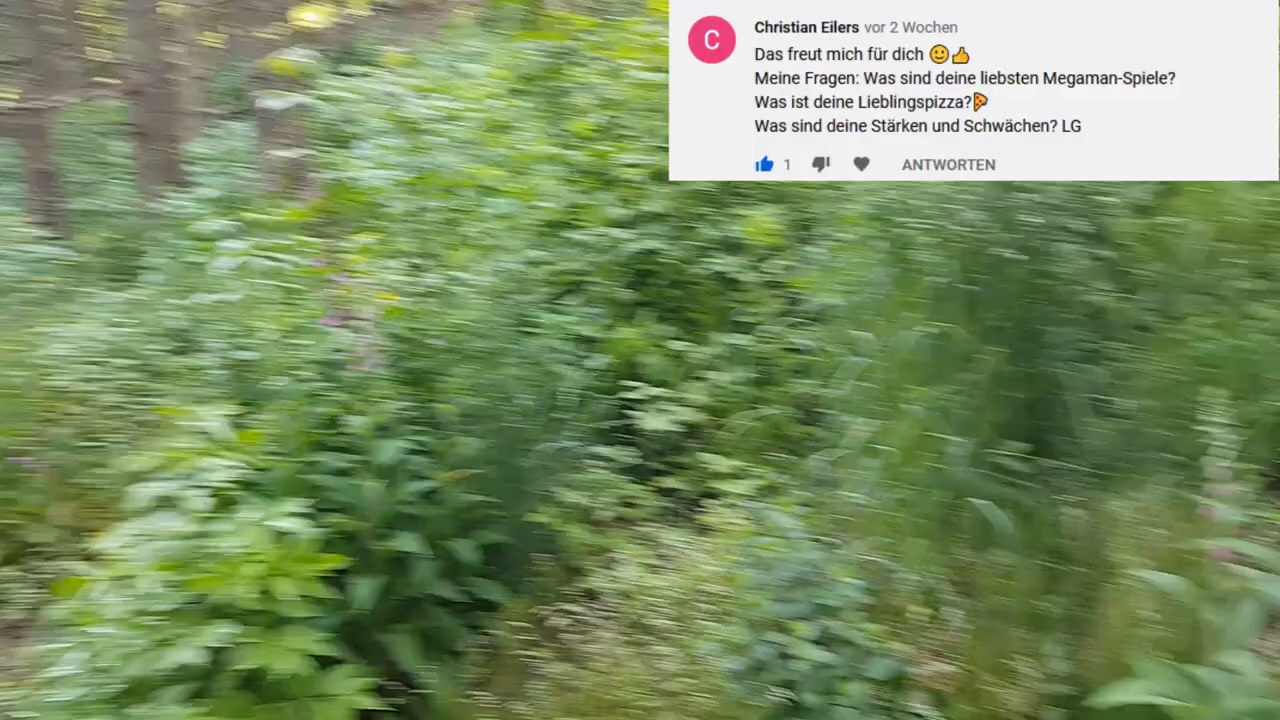 C
Christian Eilers vor 2 Wochen
Das freut mich für dich 🙂👍
Meine Fragen: Was sind deine liebsten Megaman-Spiele?
Was ist deine Lieblingspizza?🍕
Was sind deine Stärken und Schwächen? LG
1 ANTWORTEN